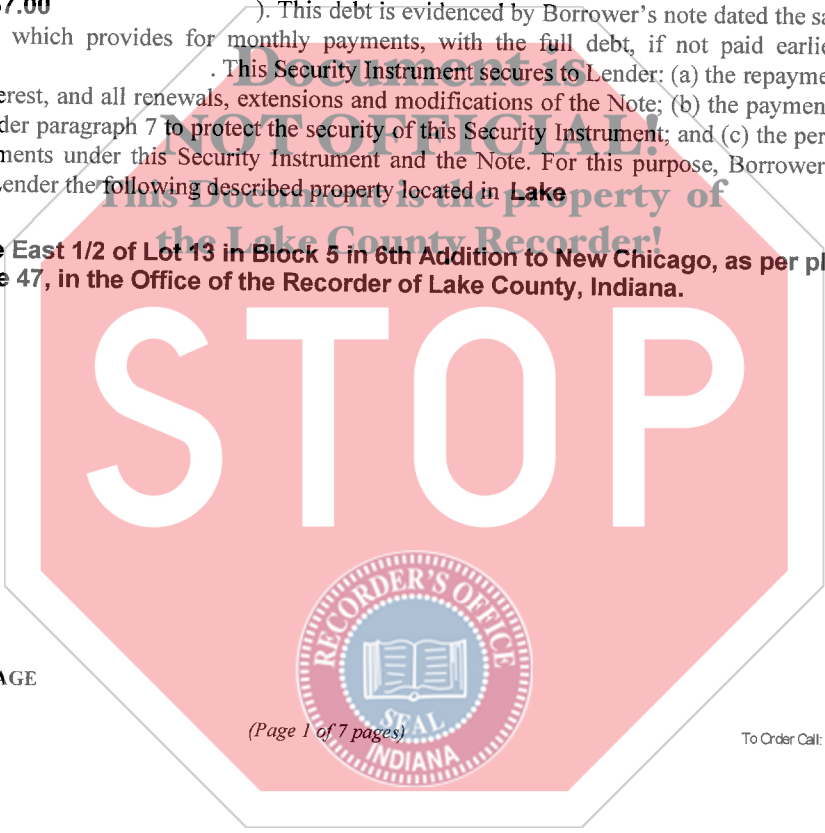 57.00 ). This debt is evidenced by Borrower's note dated the sa
which provides for monthly payments, with the full debt, if not paid earlie
Document is
. This Security Instrument secures to Lender: (a) the repayme
erest, and all renewals, extensions and modifications of the Note; (b) the payment
NOT OFFICIAL!
der paragraph 7 to protect the security of this Security Instrument; and (c) the per
ments under this Security Instrument and the Note. For this purpose, Borrower
ender the following described property located in Lake
This Document is the property of
the Lake County Recorder!
e East 1/2 of Lot 13 in Block 5 in 6th Addition to New Chicago, as per pl
e 47, in the Office of the Recorder of Lake County, Indiana.
STOP
RECORDER'S OFFICE
SEAL
INDIANA
AGE
(Page 1 of 7 pages)
To Order Call: